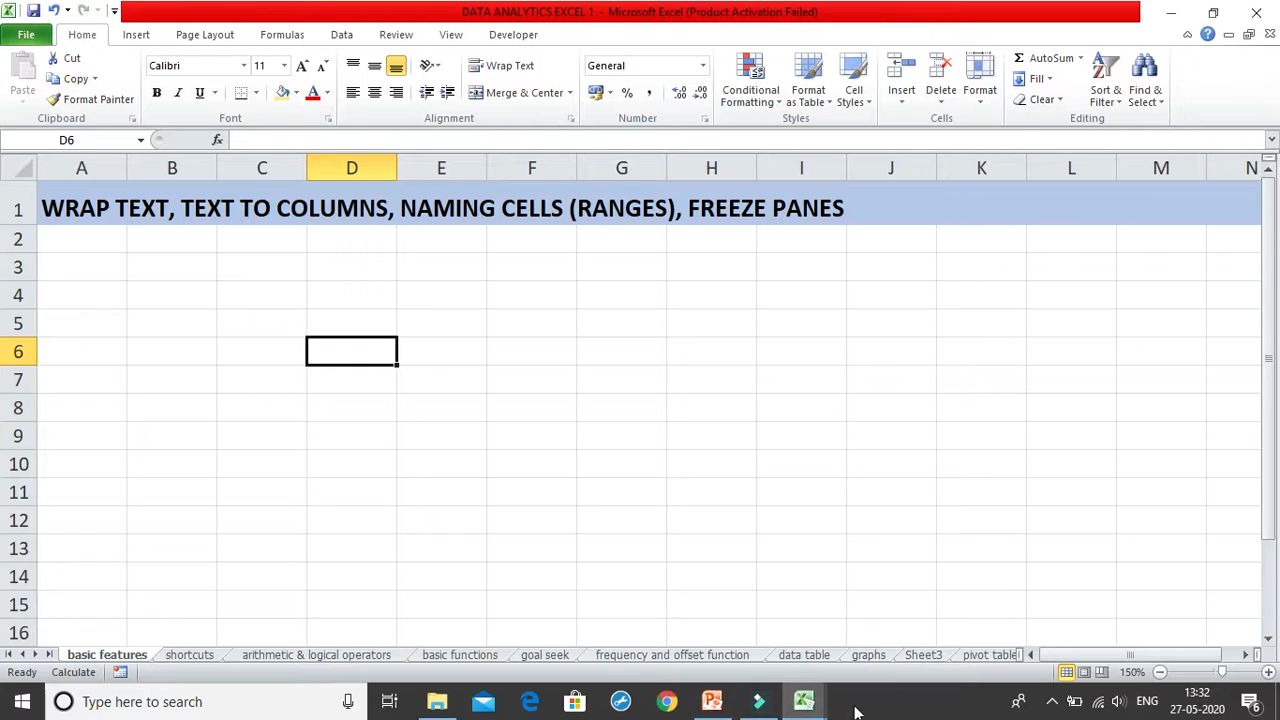 DATA ANALYTICS EXCEL 1 - Microsoft Excel (Product Activation Failed)
File Home Insert Page Layout Formulas Data Review View Developer
Paste Cut Copy Format Painter
Calibri 11
Wrap Text
Merge & Center
General
Conditional Formatting
Format as Table
Cell Styles
Insert Delete Format
AutoSum
Fill
Clear
Sort & Filter
Find & Select
Clipboard Font Alignment Number Styles Cells Editing
D6 fx
A B C D E F G H I J K L M N
1 WRAP TEXT, TEXT TO COLUMNS, NAMING CELLS (RANGES), FREEZE PANES
2
3
4
5
6
7
8
9
10
11
12
13
14
15
16
basic features shortcuts arithmetic & logical operators basic functions goal seek frequency and offset function data table graphs Sheet3 pivot table
Ready Calculate 150%
Type here to search ENG 13:32
27-05-2020 6